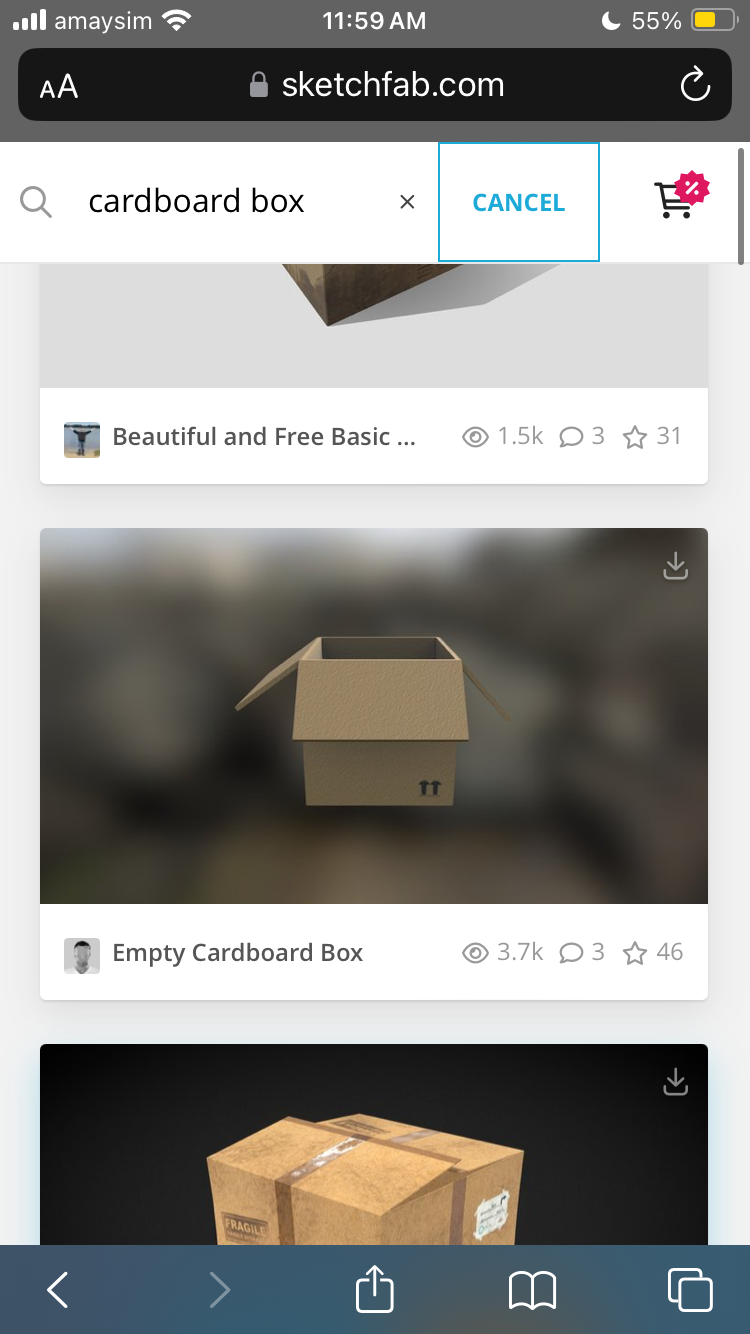 amaysim 11:59 AM 55%
AA sketchfab.com
cardboard box CANCEL %
Beautiful and Free Basic ... 1.5k 3 31
Empty Cardboard Box 3.7k 3 46
FRAGILE